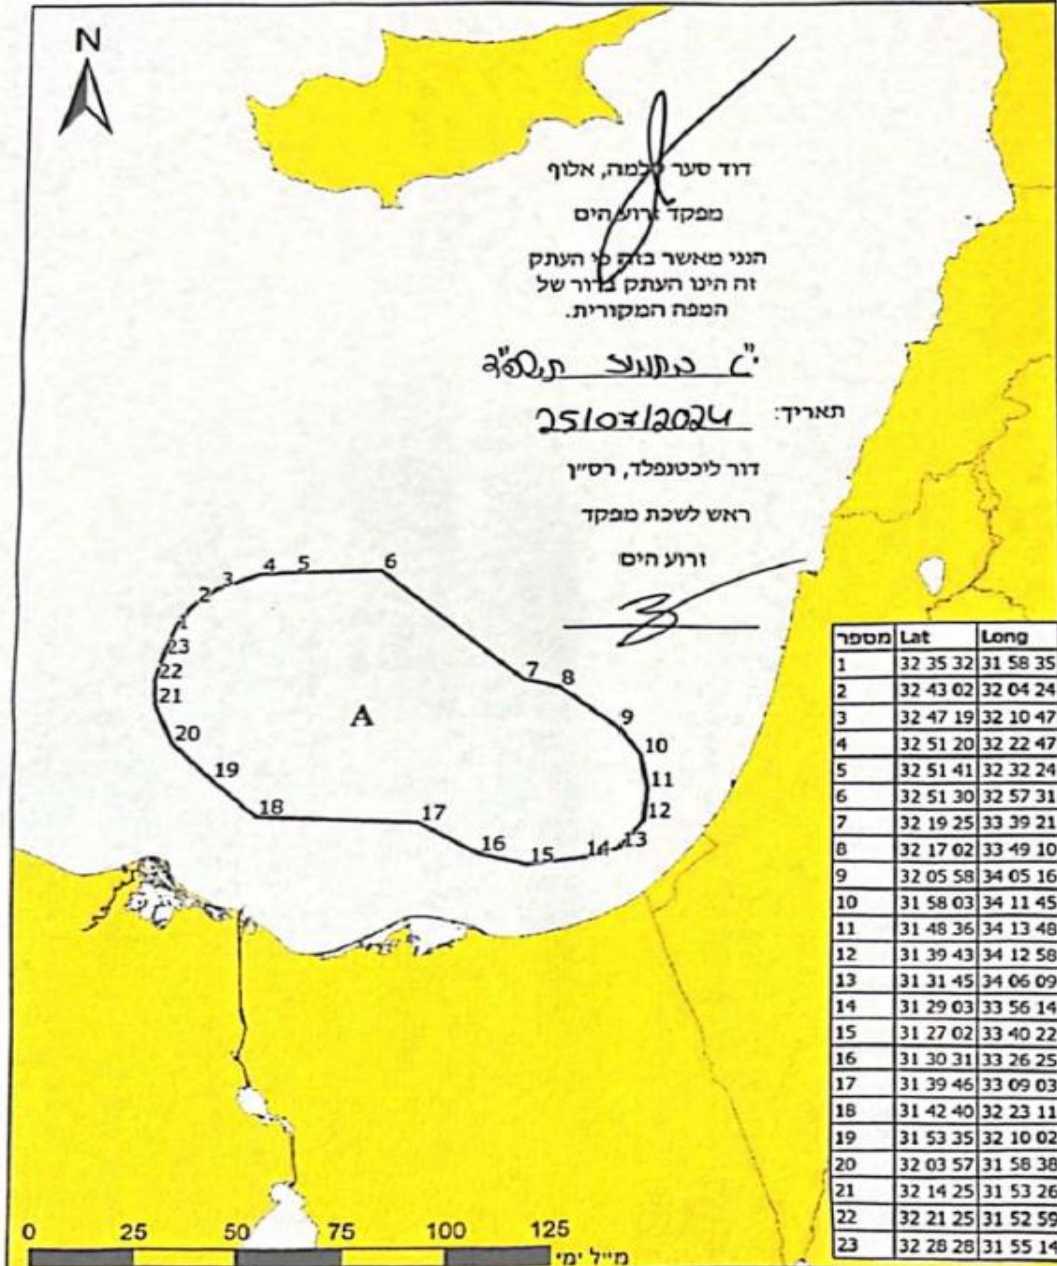 N
דוד סער סלמה, אלוף
מפקד זרוע הים
הנני מאשר בזה כי העתק
זה הינו העתק ברור של
המפה המקורית.
י"ט בתמוז תשפ"ד
תאריך: 25/07/2024
דור ליכטנפלד, רס"ן
ראש לשכת מפקד
זרוע הים
4 5 6
3
2
1
23
22
21
20
19
18
7 8
9
10
11
12
13
14
15
16
17
A
מספר Lat Long
1 32 35 32 31 58 35
2 32 43 02 32 04 24
3 32 47 19 32 10 47
4 32 51 20 32 22 47
5 32 51 41 32 32 24
6 32 51 30 32 57 31
7 32 19 25 33 39 21
8 32 17 02 33 49 10
9 32 05 58 34 05 16
10 31 58 03 34 11 45
11 31 48 36 34 13 48
12 31 39 43 34 12 58
13 31 31 45 34 06 09
14 31 29 03 33 56 14
15 31 27 02 33 40 22
16 31 30 31 33 26 25
17 31 39 46 33 09 03
18 31 42 40 32 23 11
19 31 53 35 32 10 02
20 32 03 57 31 58 38
21 32 14 25 31 53 26
22 32 21 25 31 52 59
23 32 28 28 31 55 14
0 25 50 75 100 125
מייל ימי